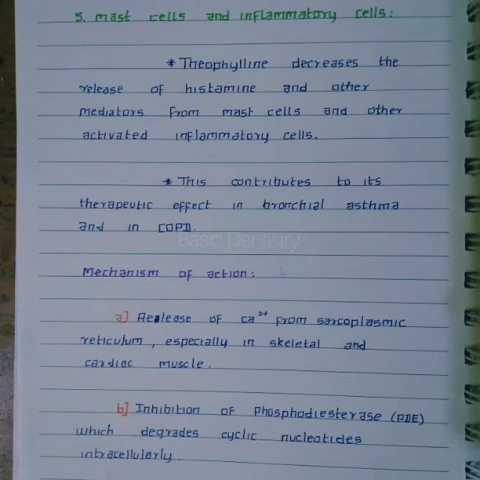 5. Mast cells and inflammatory cells:
* Theophylline decreases the
release of histamine and other
mediators from mast cells and other
activated inflammatory cells.
* This contributes to its
therapeutic effect in bronchial asthma
and in COPD.
Basic Dentistry
Mechanism of action:
a] Release of Ca²⁺ from sarcoplasmic
reticulum, especially in skeletal and
cardiac muscle.
b] Inhibition of Phosphodiesterase (PDE)
which degrades cyclic nucleotides
intracellularly.